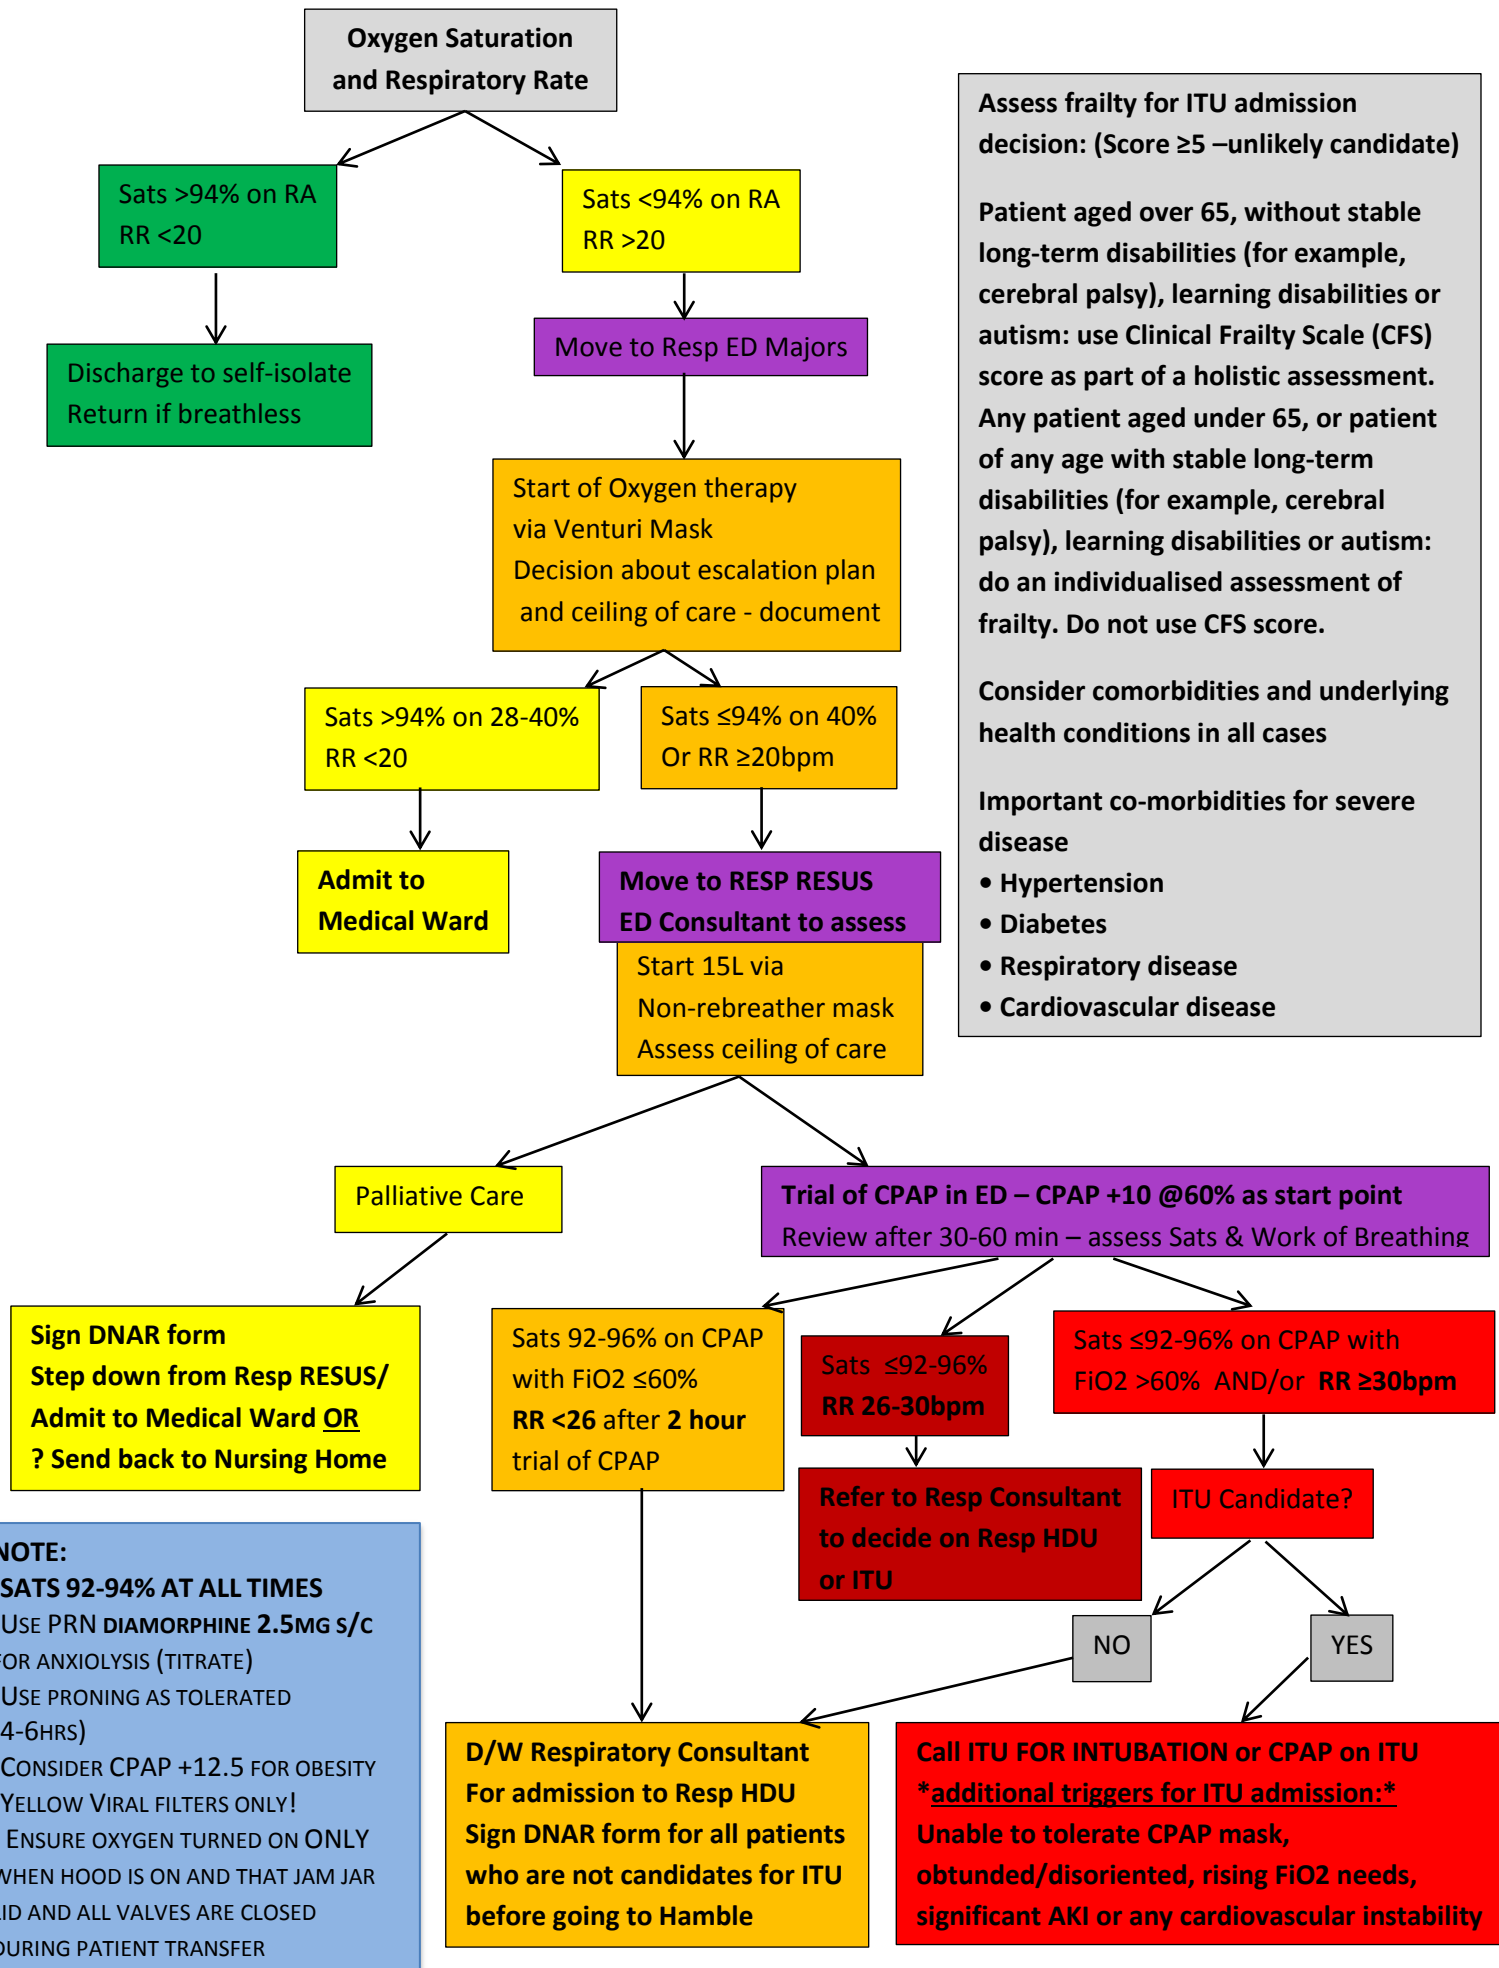 Oxygen Saturation
and Respiratory Rate
Sats >94% on RA
RR <20
Sats <94% on RA
RR >20
Discharge to self-isolate
Return if breathless
Move to Resp ED Majors
Start of Oxygen therapy
via Venturi Mask
Decision about escalation plan
and ceiling of care - document
Sats >94% on 28-40%
RR <20
Sats ≤94% on 40%
Or RR ≥20bpm
Admit to
Medical Ward
Move to RESP RESUS
ED Consultant to assess
Start 15L via
Non-rebreather mask
Assess ceiling of care
Assess frailty for ITU admission
decision: (Score ≥5 –unlikely candidate)
Patient aged over 65, without stable
long-term disabilities (for example,
cerebral palsy), learning disabilities or
autism: use Clinical Frailty Scale (CFS)
score as part of a holistic assessment.
Any patient aged under 65, or patient
of any age with stable long-term
disabilities (for example, cerebral
palsy), learning disabilities or autism:
do an individualised assessment of
frailty. Do not use CFS score.
Consider comorbidities and underlying
health conditions in all cases
Important co-morbidities for severe
disease
• Hypertension
• Diabetes
• Respiratory disease
• Cardiovascular disease
Palliative Care
Trial of CPAP in ED – CPAP +10 @60% as start point
Review after 30-60 min – assess Sats & Work of Breathing
Sign DNAR form
Step down from Resp RESUS/
Admit to Medical Ward OR
? Send back to Nursing Home
Sats 92-96% on CPAP
with FiO2 ≤60%
RR <26 after 2 hour
trial of CPAP
Sats ≤92-96%
RR 26-30bpm
Sats ≤92-96% on CPAP with
FiO2 >60% AND/or RR ≥30bpm
Refer to Resp Consultant
to decide on Resp HDU
or ITU
ITU Candidate?
NO
YES
NOTE:
SATS 92-94% AT ALL TIMES
USE PRN DIAMORPHINE 2.5MG S/C
FOR ANXIOLYSIS (TITRATE)
USE PRONING AS TOLERATED
4-6HRS)
CONSIDER CPAP +12.5 FOR OBESITY
YELLOW VIRAL FILTERS ONLY!
ENSURE OXYGEN TURNED ON ONLY
WHEN HOOD IS ON AND THAT JAM JAR
LID AND ALL VALVES ARE CLOSED
DURING PATIENT TRANSFER
D/W Respiratory Consultant
For admission to Resp HDU
Sign DNAR form for all patients
who are not candidates for ITU
before going to Hamble
Call ITU FOR INTUBATION or CPAP on ITU
*additional triggers for ITU admission:*
Unable to tolerate CPAP mask,
obtunded/disoriented, rising FiO2 needs,
significant AKI or any cardiovascular instability